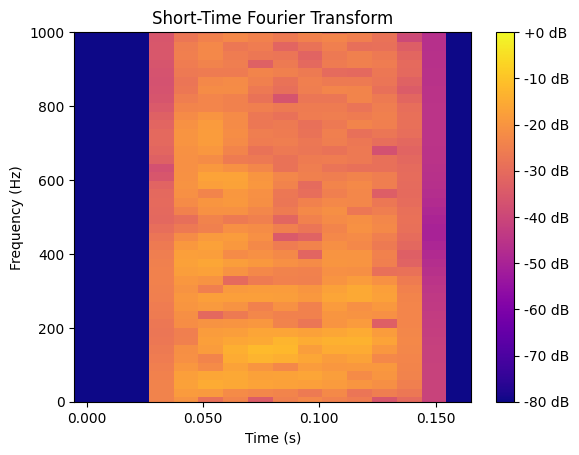 Short-Time Fourier Transform
1000
800
600
400
200
0
Frequency (Hz)
0.000
0.050
0.100
0.150
Time (s)
+0 dB
-10 dB
-20 dB
-30 dB
-40 dB
-50 dB
-60 dB
-70 dB
-80 dB